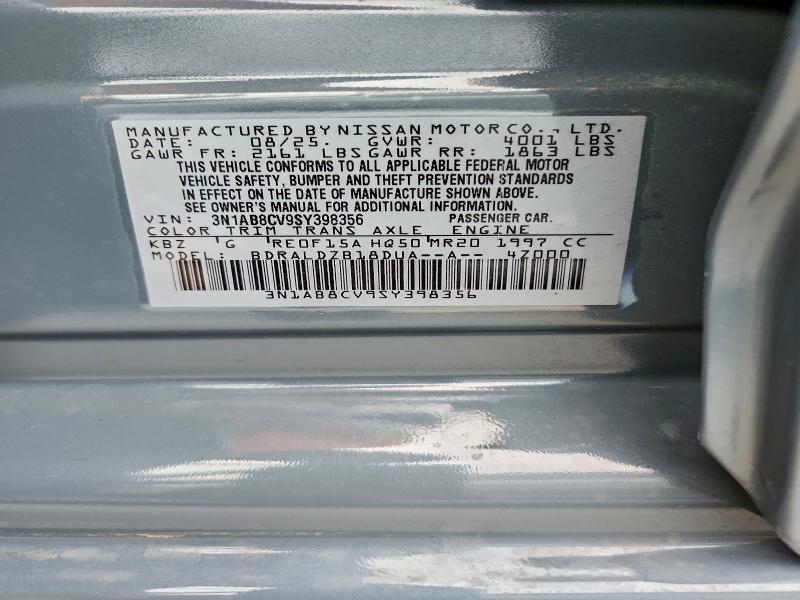 MANUFACTURED BY NISSAN MOTOR CO., LTD.
DATE: 08/25. GVWR: 4001 LBS
GAWR FR: 2161 LBS GAWR RR: 1863 LBS
THIS VEHICLE CONFORMS TO ALL APPLICABLE FEDERAL MOTOR
VEHICLE SAFETY, BUMPER AND THEFT PREVENTION STANDARDS
IN EFFECT ON THE DATE OF MANUFACTURE SHOWN ABOVE.
SEE OWNER'S MANUAL FOR ADDITIONAL INFORMATION.
VIN: 3N1AB8CV9SY398356 PASSENGER CAR.
COLOR TRIM TRANS AXLE ENGINE
KBZ G RE0F15A HQ50 MR20 1997 CC
MODEL: BDRALDZB18DUA--A-- 4Z000
3N1AB8CV9SY398356